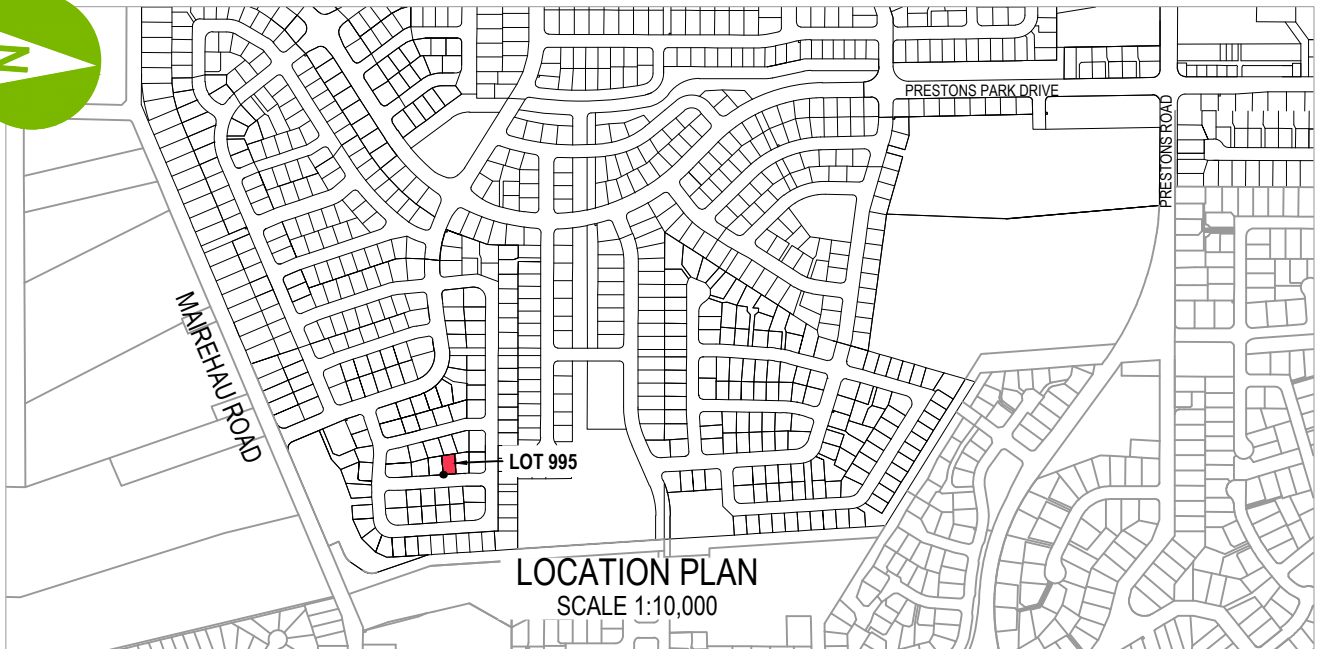 N
PRESTONS PARK DRIVE
PRESTONS ROAD
MAIREHAU ROAD
LOT 995
LOCATION PLAN
SCALE 1:10,000